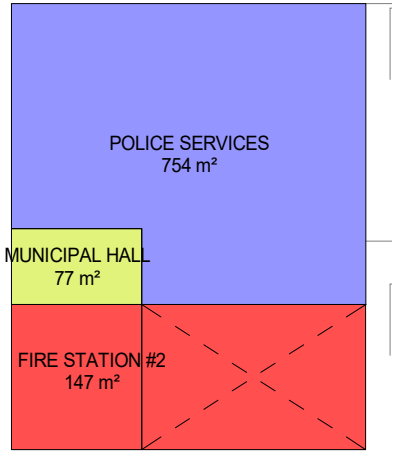 POLICE SERVICES
754 m²
MUNICIPAL HALL
77 m²
FIRE STATION #2
147 m²